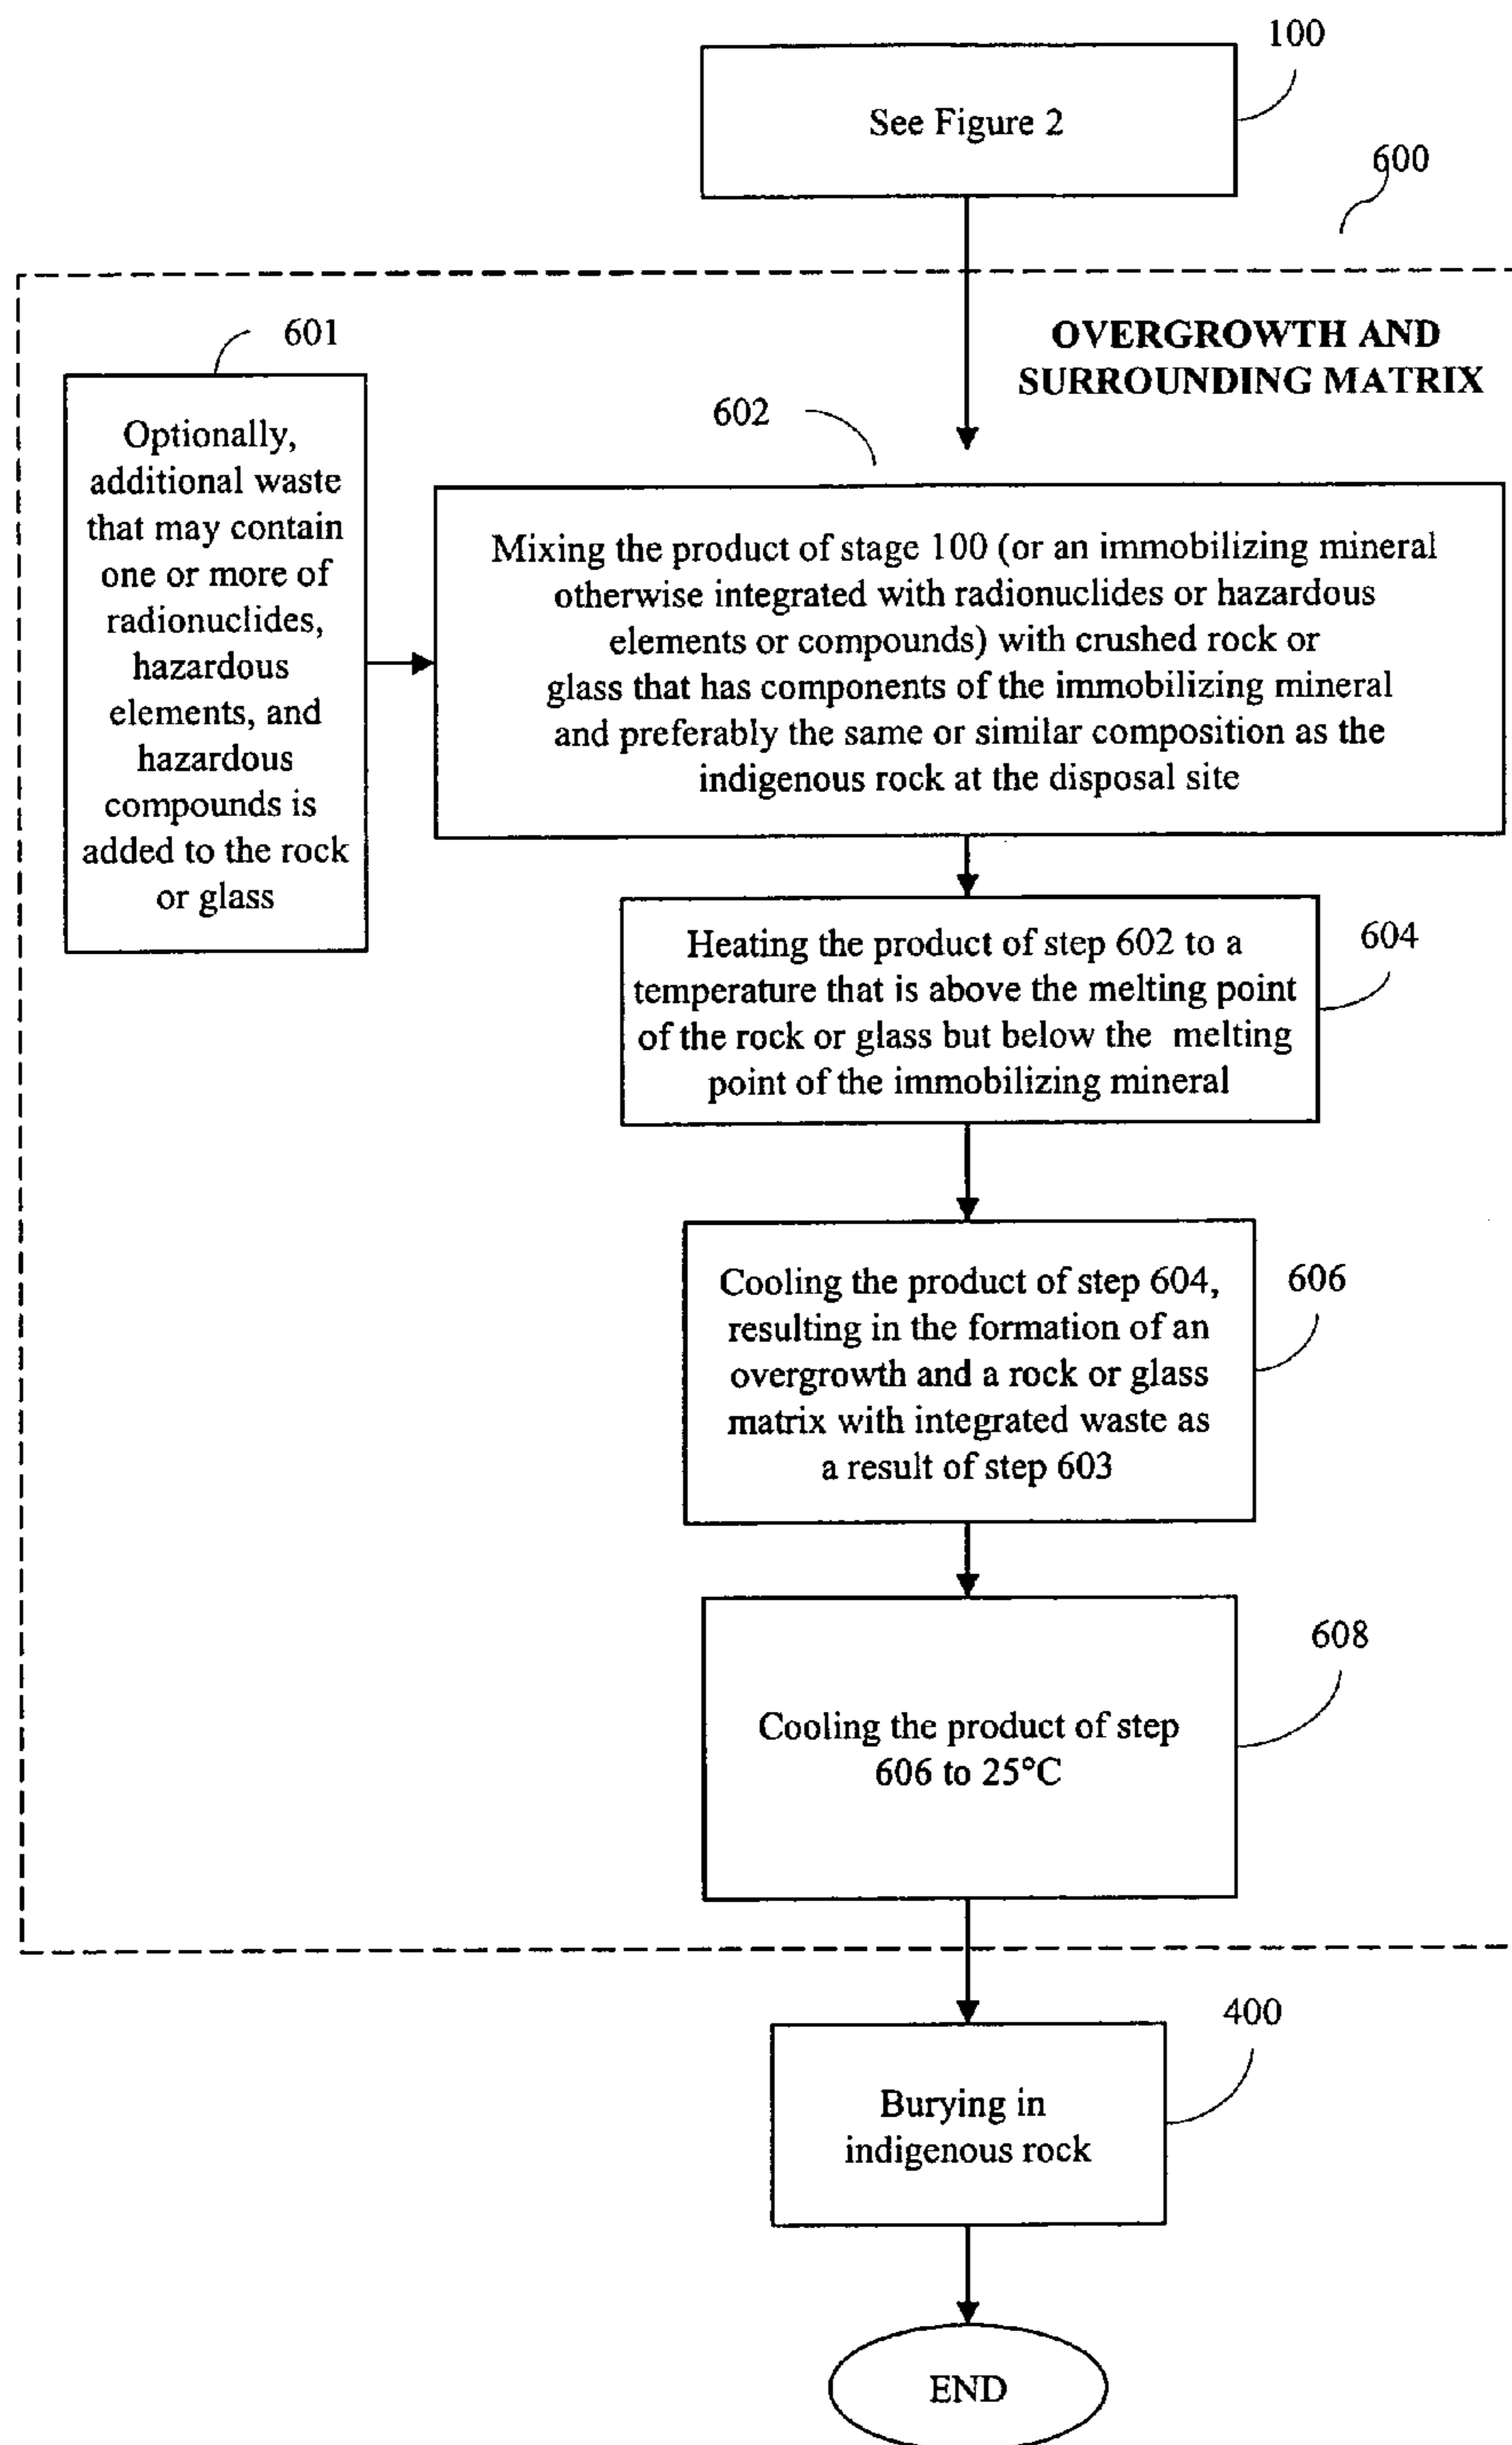 100
See Figure 2
600
OVERGROWTH AND
SURROUNDING MATRIX
601
Optionally,
additional waste
that may contain
one or more of
radionuclides,
hazardous
elements, and
hazardous
compounds is
added to the rock
or glass
602
Mixing the product of stage 100 (or an immobilizing mineral
otherwise integrated with radionuclides or hazardous
elements or compounds) with crushed rock or
glass that has components of the immobilizing mineral
and preferably the same or similar composition as the
indigenous rock at the disposal site
604
Heating the product of step 602 to a
temperature that is above the melting point
of the rock or glass but below the melting
point of the immobilizing mineral
606
Cooling the product of step 604,
resulting in the formation of an
overgrowth and a rock or glass
matrix with integrated waste as
a result of step 603
608
Cooling the product of step
606 to 25°C
400
Burying in
indigenous rock
END